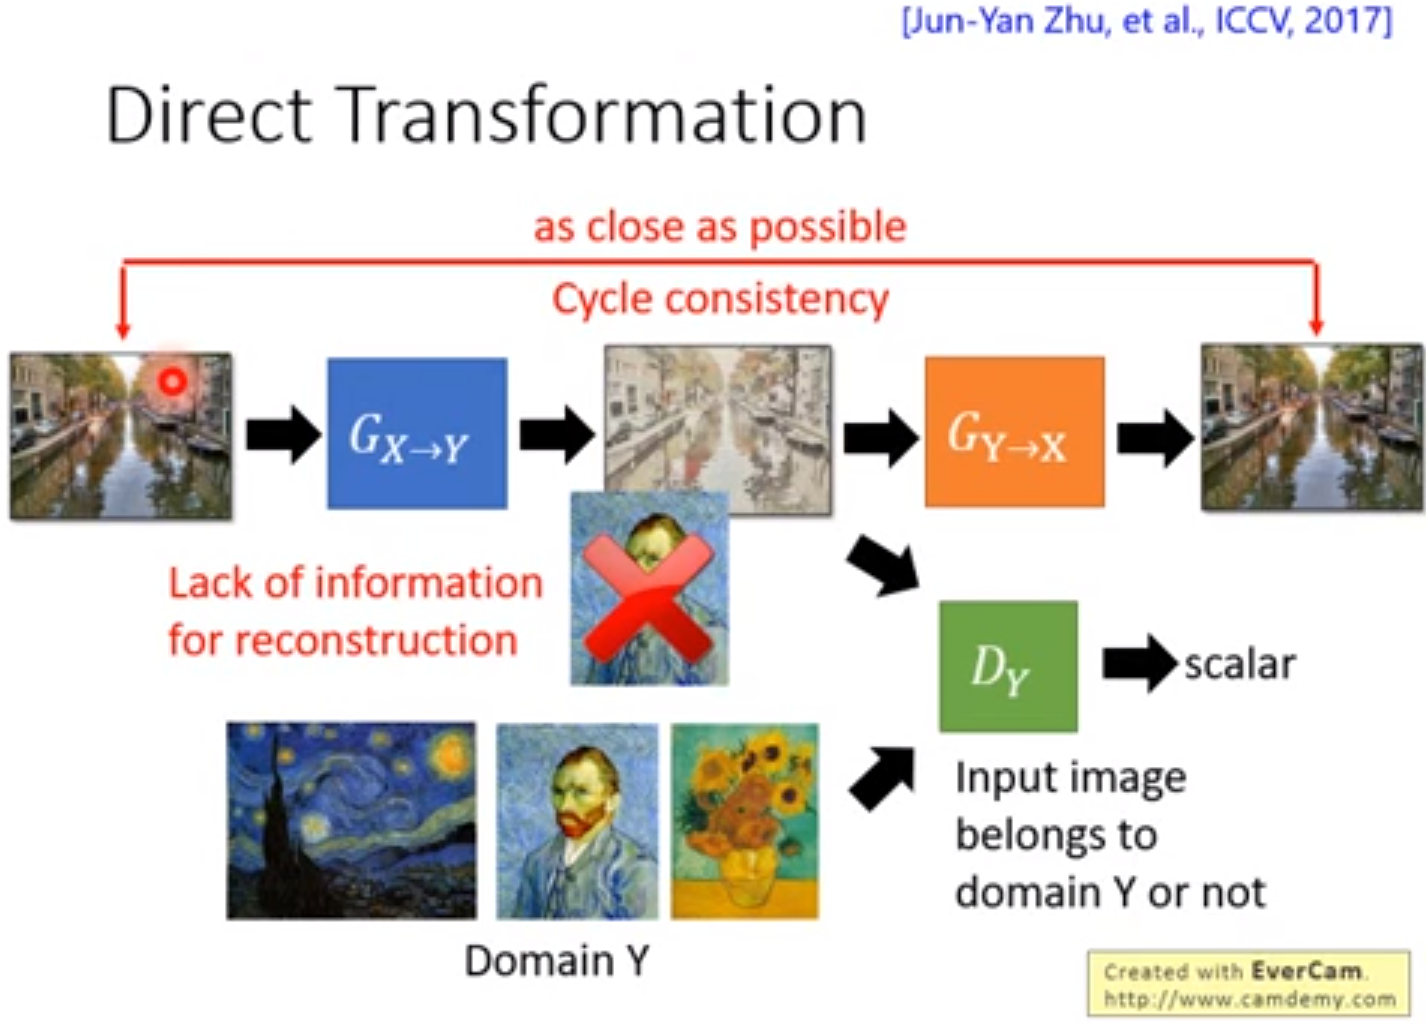 [Jun-Yan Zhu, et al., ICCV, 2017]
Direct Transformation
as close as possible
Cycle consistency
G_{X→Y}
G_{Y→X}
Lack of information
for reconstruction
D_Y
scalar
Input image
belongs to
domain Y or not
Domain Y
Created with EverCam.
http://www.camdemy.com